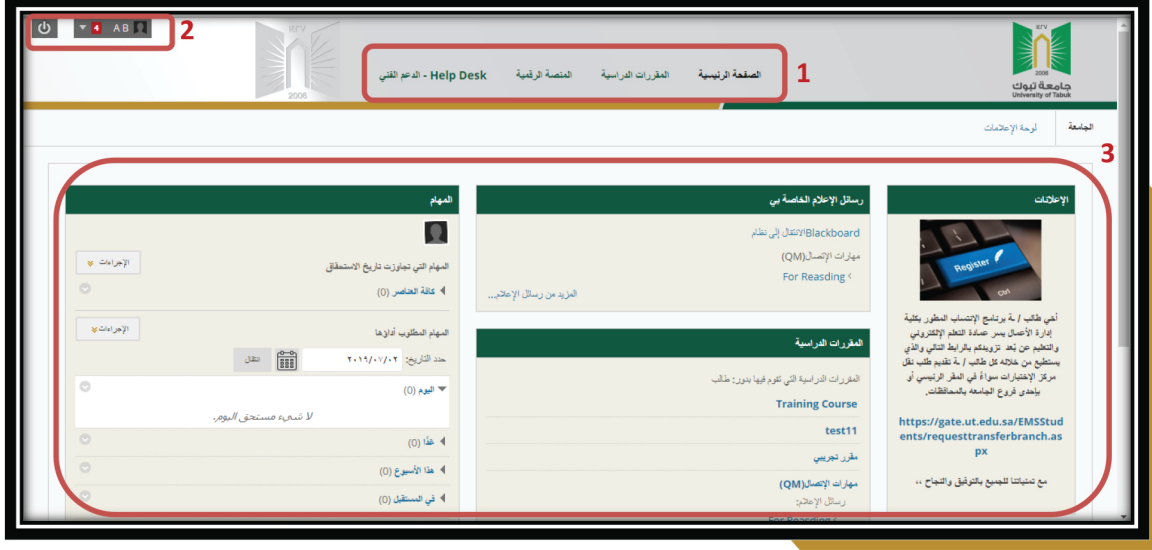 2
4 A B
الصفحة الرئيسية المقررات الدراسية المنصة الرقمية Help Desk - الدعم الفني
1
2006
2006
جامعة تبوك
University of Tabuk
الجامعة لوحة الإعلامات
3
الإعلانات
Register
Ctrl
أخي طالب / ـة برنامج الإنتساب المطور بكلية
إدارة الأعمال يسر عمادة التعلم الإلكتروني
والتعليم عن بُعد تزويدكم بالرابط التالي والذي
يستطيع من خلاله كل طالب / ـة تقديم طلب نقل
مركز الإختبارات سواءً في المقر الرئيسي أو
بإحدى فروع الجامعه بالمحافظات.
https://gate.ut.edu.sa/EMSStud
ents/requesttransferbranch.as
px
مع تمنياتنا للجميع بالتوفيق والنجاح ،،
رسائل الإعلام الخاصة بي
الانتقال إلى نظامBlackboard
مهارات الإتصال(QM)
For Reasding
المزيد من رسائل الإعلام...
المقررات الدراسية
المقررات الدراسية التي تقوم فيها بدور: طالب
Training Course
test11
مقرر تجريبي
مهارات الإتصال(QM)
رسائل الإعلام:
For Reasding
المهام
المهام التي تجاوزت تاريخ الاستحقاق
الإجراءات
كافة العناصر (0)
المهام المطلوب أداؤها
الإجراءات
حدد التاريخ: ٢٠١٩/٠٧/٠٢ انتقال
اليوم (0)
لا شيء مستحق اليوم.
غدًا (0)
هذا الأسبوع (0)
في المستقبل (0)